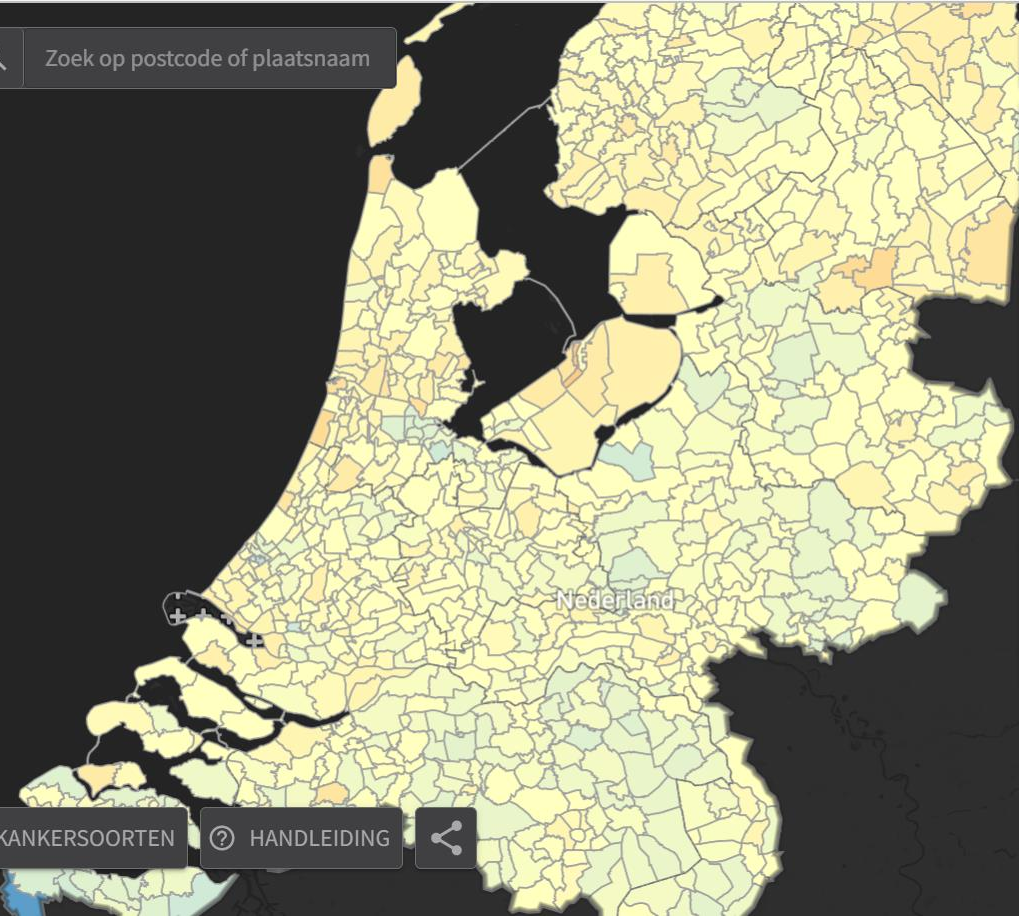 Zoek op postcode of plaatsnaam
Nederland
KANKERSOORTEN
HANDLEIDING